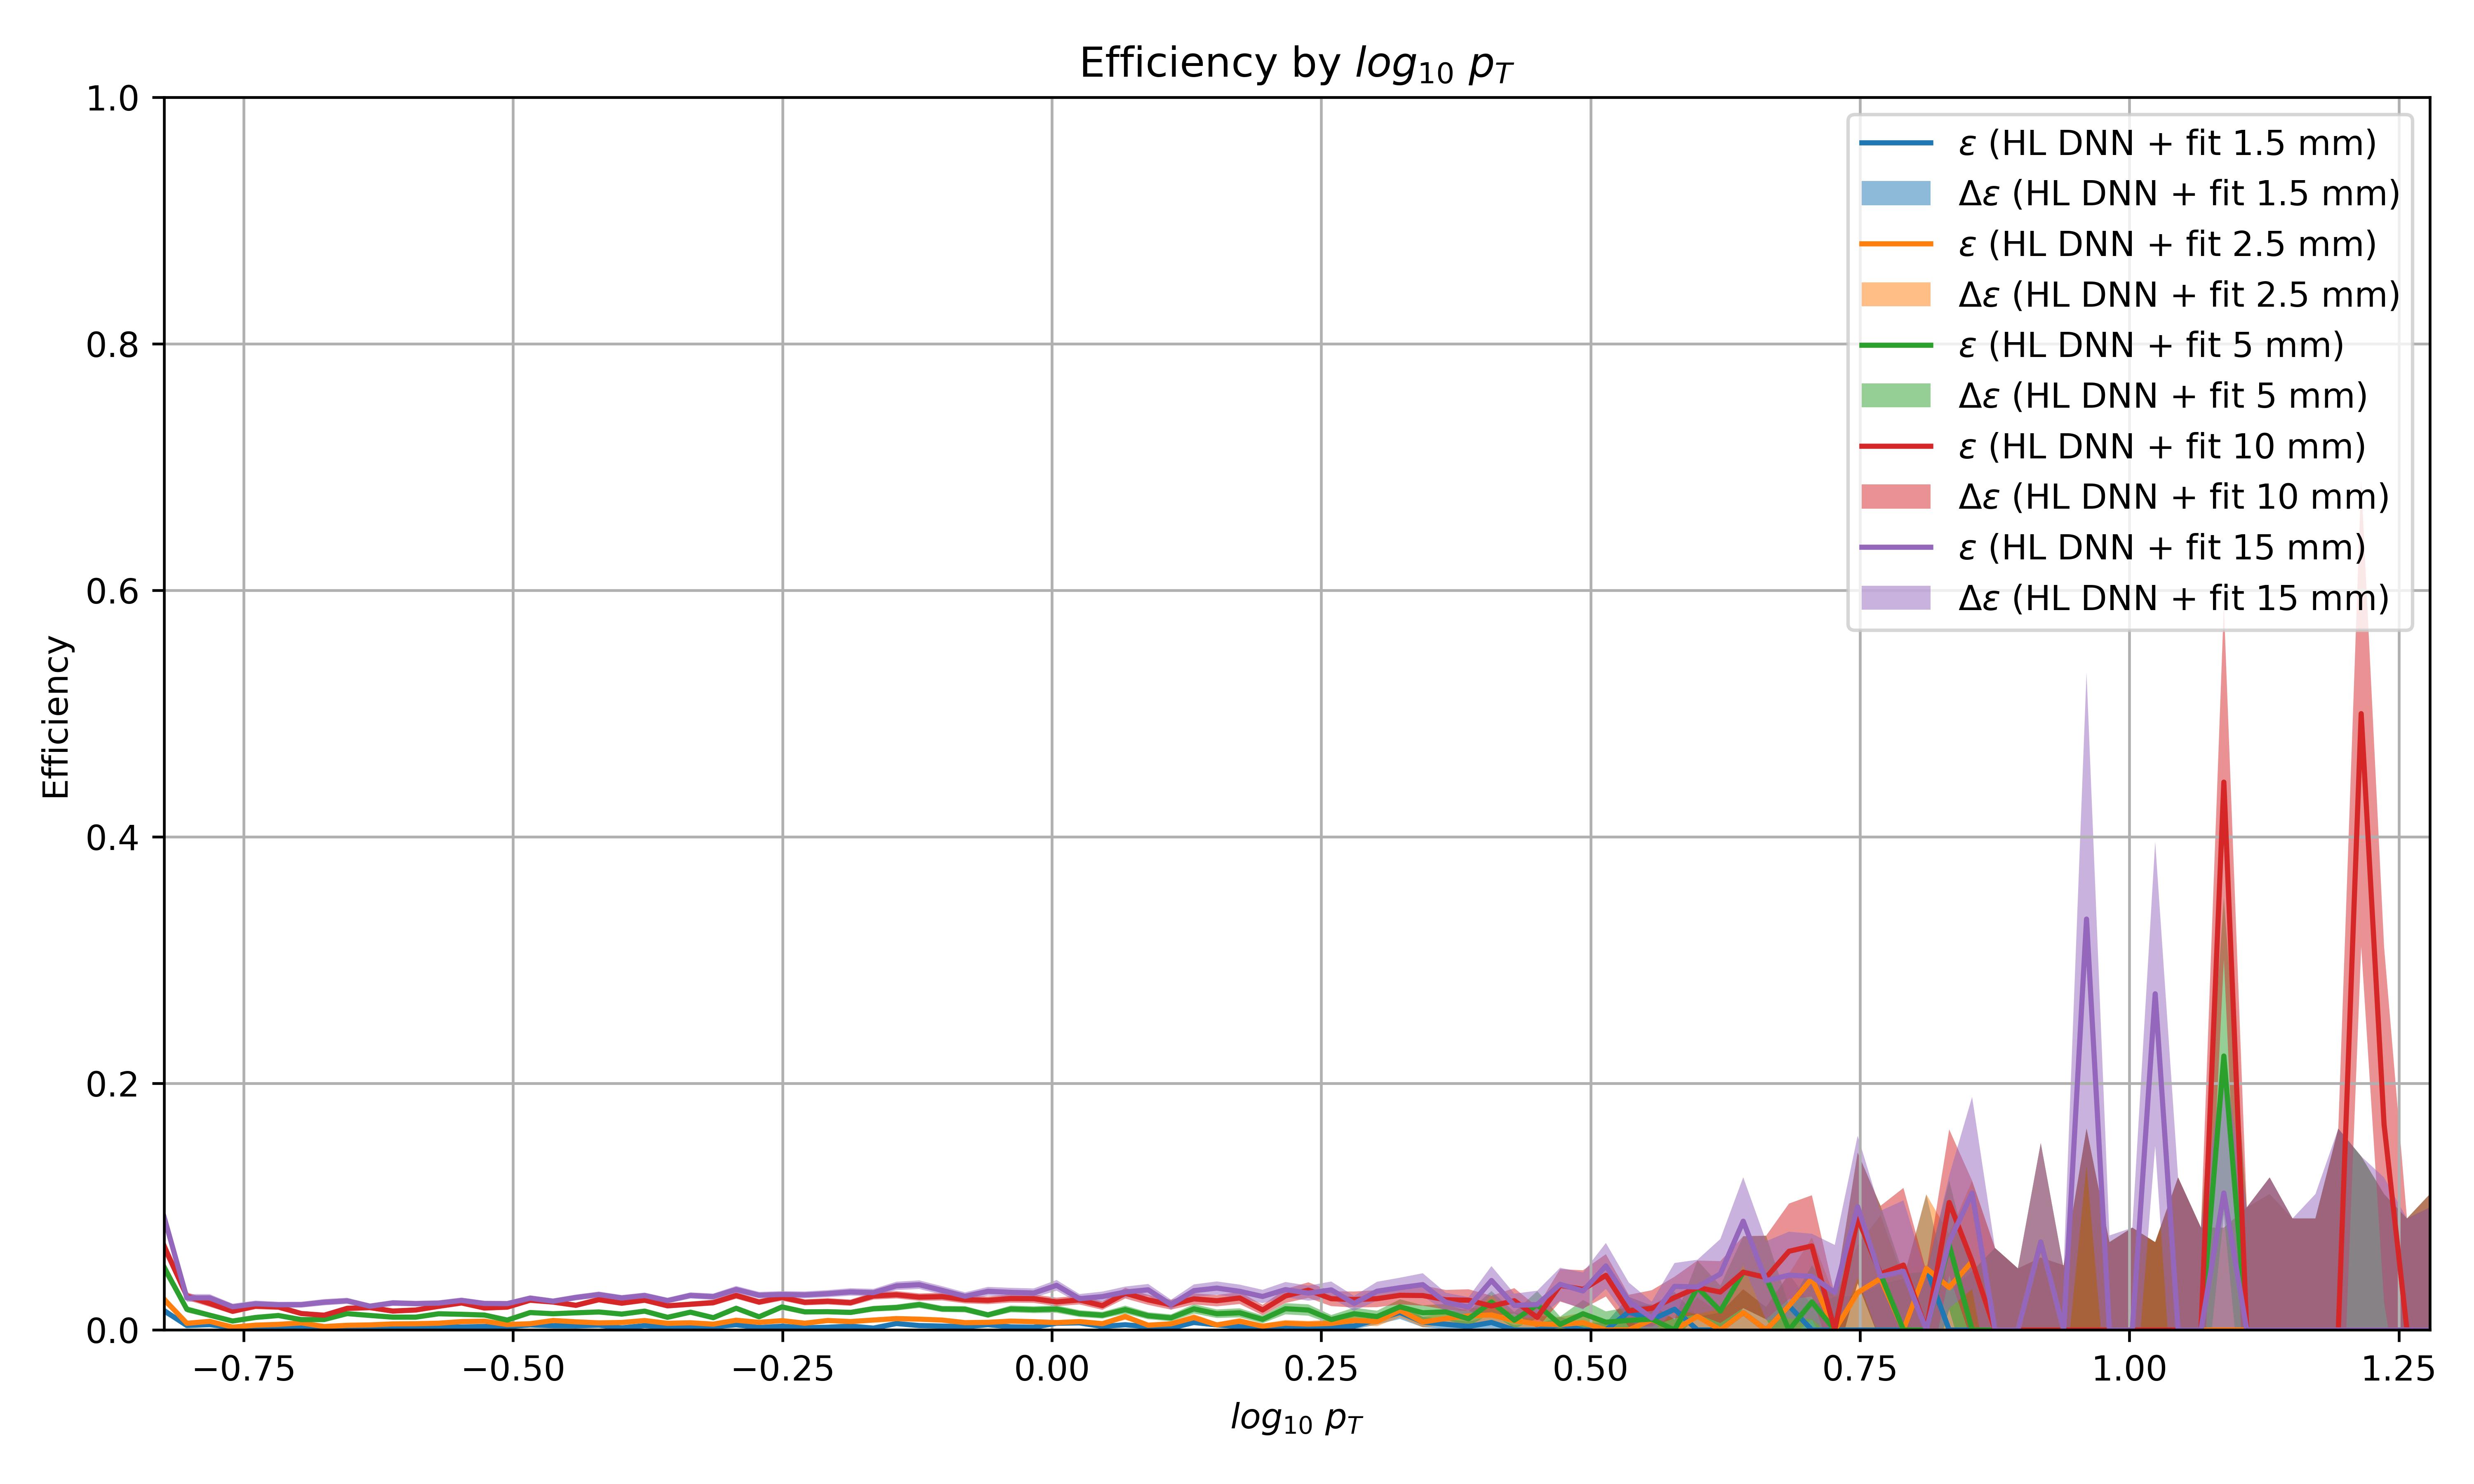 Efficiency by log₁₀ p_T
1.0
0.8
0.6
0.4
0.2
0.0
Efficiency
ε (HL DNN + fit 1.5 mm)
Δε (HL DNN + fit 1.5 mm)
ε (HL DNN + fit 2.5 mm)
Δε (HL DNN + fit 2.5 mm)
ε (HL DNN + fit 5 mm)
Δε (HL DNN + fit 5 mm)
ε (HL DNN + fit 10 mm)
Δε (HL DNN + fit 10 mm)
ε (HL DNN + fit 15 mm)
Δε (HL DNN + fit 15 mm)
−0.75 −0.50 −0.25 0.00 0.25 0.50 0.75 1.00 1.25
log₁₀ p_T